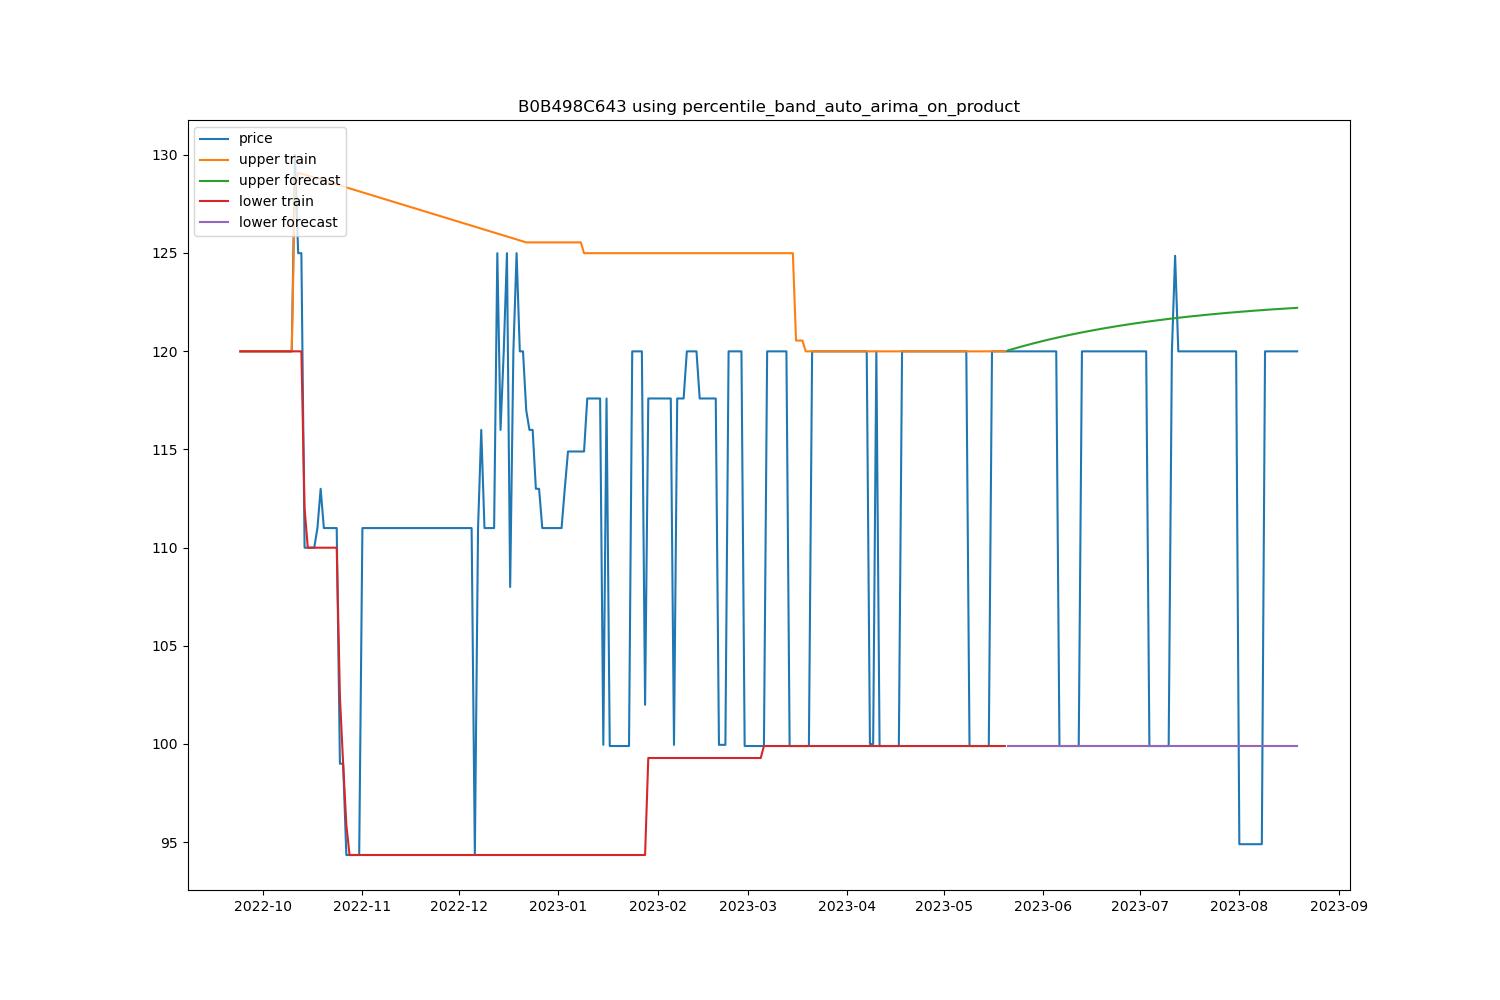 B0B498C643 using percentile_band_auto_arima_on_product
price
upper train
upper forecast
lower train
lower forecast
130
125
120
115
110
105
100
95
2022-10 2022-11 2022-12 2023-01 2023-02 2023-03 2023-04 2023-05 2023-06 2023-07 2023-08 2023-09